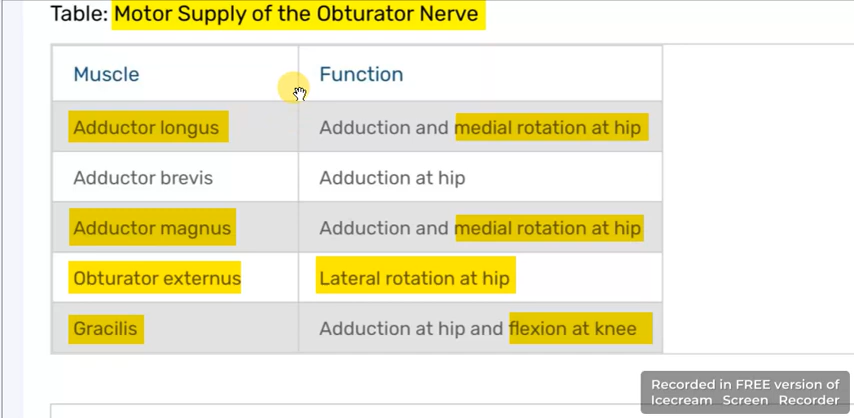 Table: Motor Supply of the Obturator Nerve
Muscle Function
Adductor longus Adduction and medial rotation at hip
Adductor brevis Adduction at hip
Adductor magnus Adduction and medial rotation at hip
Obturator externus Lateral rotation at hip
Gracilis Adduction at hip and flexion at knee
Recorded in FREE version of
Icecream Screen Recorder